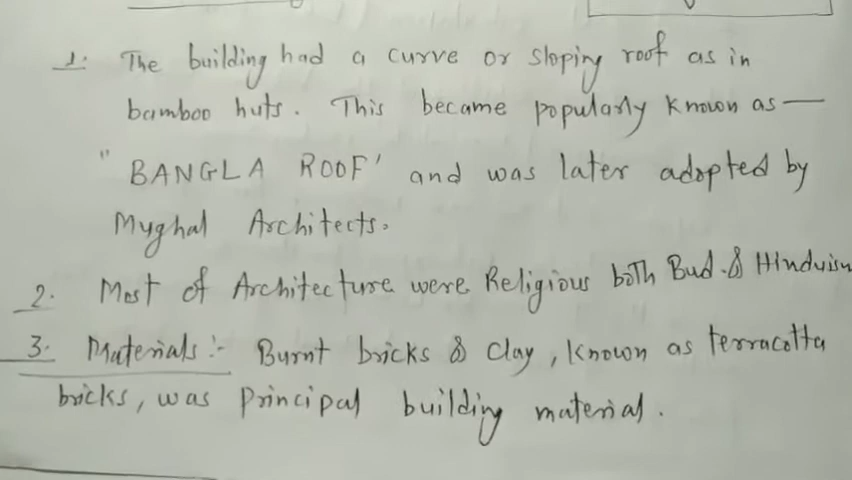 1. The building had a curve or sloping roof as in
bamboo huts. This became popularly known as —
"BANGLA ROOF' and was later adopted by
Mughal Architects.
2. Most of Architecture were Religious both Bud. & Hinduism
3. Materials :- Burnt bricks & clay, known as terracotta
bricks, was principal building material.